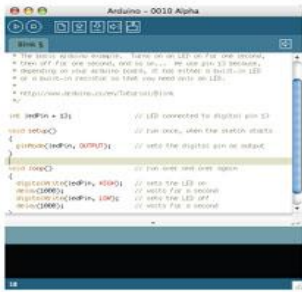 Arduino - 0010 Alpha
Blink §
* The basic Arduino example. Turns on an LED on for one second,
* then off for one second, and so on... We use pin 13 because,
* depending on your Arduino board, it has either a built-in LED
* or a built-in resistor so that you need only an LED.
*
* http://www.arduino.cc/en/Tutorial/Blink
*/
int ledPin = 13; // LED connected to digital pin 13
void setup() // run once, when the sketch starts
{
pinMode(ledPin, OUTPUT); // sets the digital pin as output
}
void loop() // run over and over again
{
digitalWrite(ledPin, HIGH); // sets the LED on
delay(1000); // waits for a second
digitalWrite(ledPin, LOW); // sets the LED off
delay(1000); // waits for a second
}